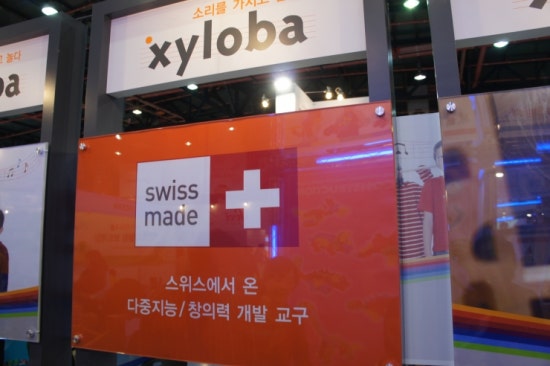 소리를 가지고
xyloba
놀다
oba
swiss
made
스위스에서 온
다중지능/창의력 개발 교구